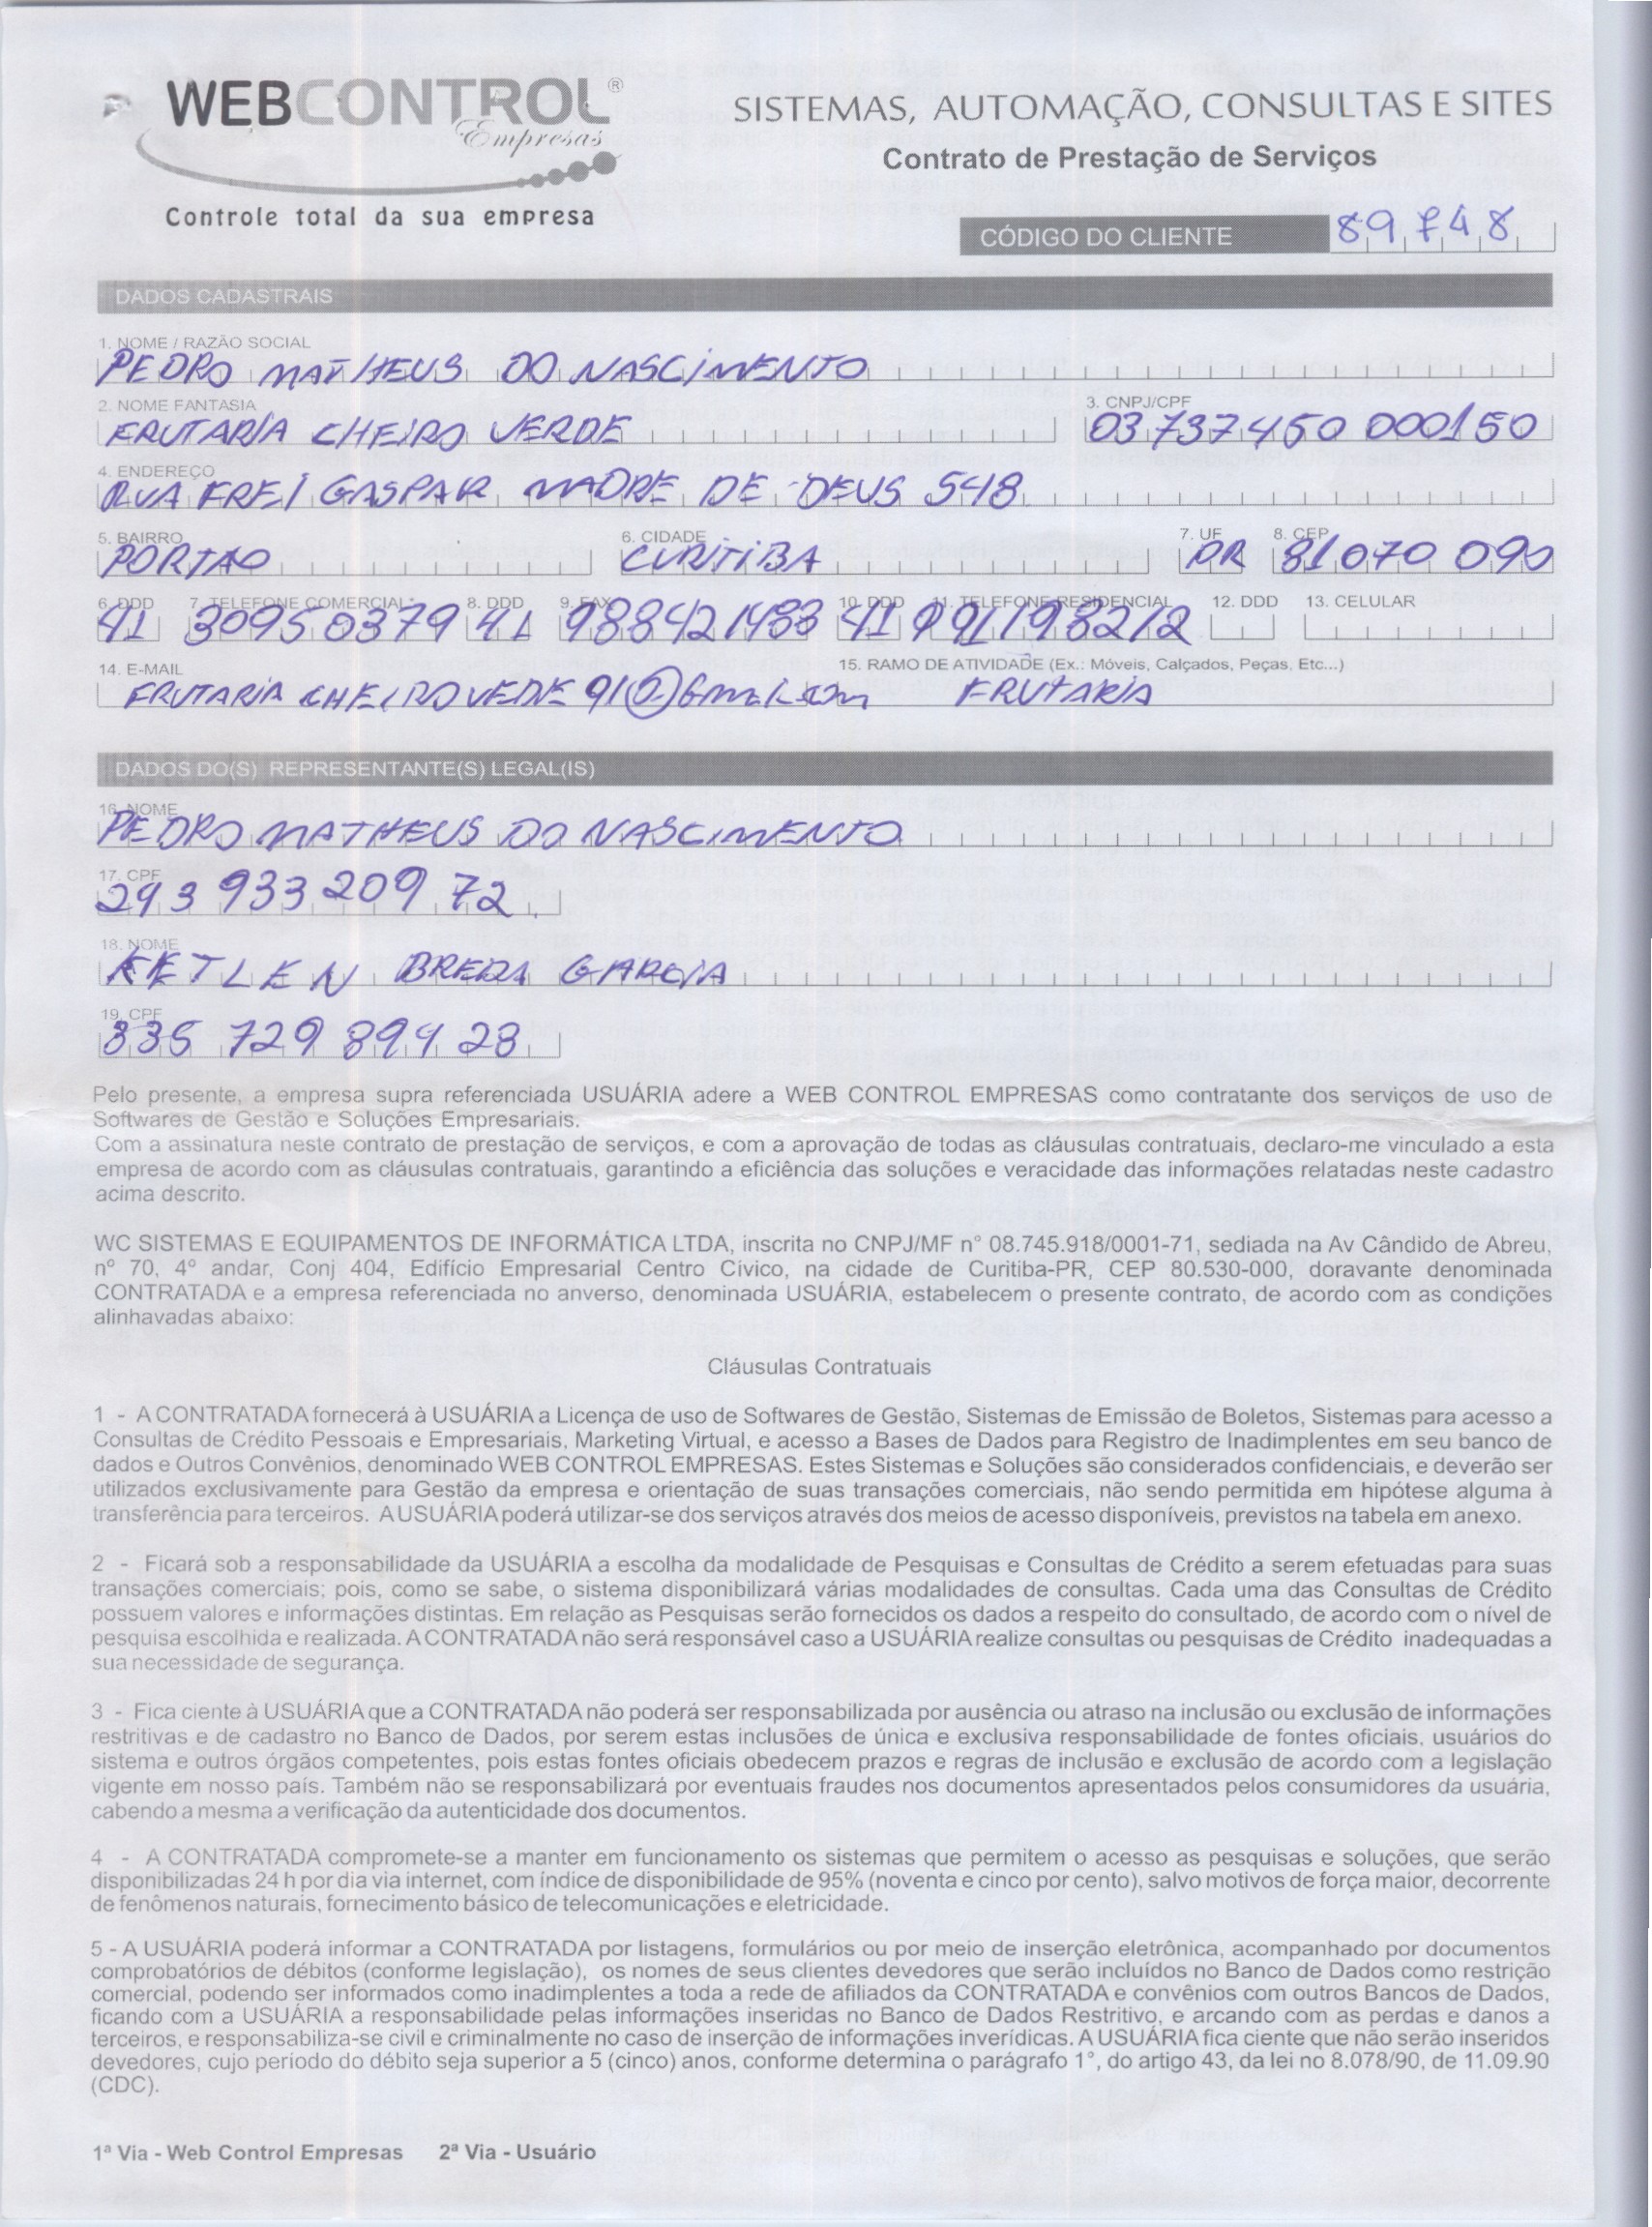 WEBCONTROL®
Empresas
Controle total da sua empresa
SISTEMAS, AUTOMAÇÃO, CONSULTAS E SITES
Contrato de Prestação de Serviços
CÓDIGO DO CLIENTE 89748
DADOS CADASTRAIS
1. NOME / RAZÃO SOCIAL
PEDRO MATHEUS DO NASCIMENTO
2. NOME FANTASIA 3. CNPJ/CPF
FRUTARIA CHEIRO VERDE 03 737 450 000150
4. ENDEREÇO
RUA FREI GASPAR MADRE DE DEUS 548
5. BAIRRO 6. CIDADE 7. UF 8. CEP
PORTAO CURITIBA PR 81070 090
6. DDD 7. TELEFONE COMERCIAL* 8. DDD 9. FAX 10. DDD 11. TELEFONE RESIDENCIAL 12. DDD 13. CELULAR
41 30950379 41 988421483 41 991198212
14. E-MAIL 15. RAMO DE ATIVIDADE (Ex.: Móveis, Calçados, Peças, Etc...)
FRUTARIA CHEIROVEDE 91@Gmail.com FRUTARIA
DADOS DO(S) REPRESENTANTE(S) LEGAL(IS)
16. NOME
PEDRO MATHEUS DO NASCIMENTO
17. CPF
293 933 209 72
18. NOME
KETLEN BREDA GARCIA
19. CPF
335 729 894 28
Pelo presente, a empresa supra referenciada USUÁRIA adere a WEB CONTROL EMPRESAS como contratante dos serviços de uso de
Softwares de Gestão e Soluções Empresariais.
Com a assinatura neste contrato de prestação de serviços, e com a aprovação de todas as cláusulas contratuais, declaro-me vinculado a esta
empresa de acordo com as cláusulas contratuais, garantindo a eficiência das soluções e veracidade das informações relatadas neste cadastro
acima descrito.
WC SISTEMAS E EQUIPAMENTOS DE INFORMÁTICA LTDA, inscrita no CNPJ/MF n° 08.745.918/0001-71, sediada na Av Cândido de Abreu,
nº 70, 4º andar, Conj 404, Edifício Empresarial Centro Cívico, na cidade de Curitiba-PR, CEP 80.530-000, doravante denominada
CONTRATADA e a empresa referenciada no anverso, denominada USUÁRIA, estabelecem o presente contrato, de acordo com as condições
alinhavadas abaixo:
Cláusulas Contratuais
1 - A CONTRATADA fornecerá à USUÁRIA a Licença de uso de Softwares de Gestão, Sistemas de Emissão de Boletos, Sistemas para acesso a
Consultas de Crédito Pessoais e Empresariais, Marketing Virtual, e acesso a Bases de Dados para Registro de Inadimplentes em seu banco de
dados e Outros Convênios, denominado WEB CONTROL EMPRESAS. Estes Sistemas e Soluções são considerados confidenciais, e deverão ser
utilizados exclusivamente para Gestão da empresa e orientação de suas transações comerciais, não sendo permitida em hipótese alguma à
transferência para terceiros. A USUÁRIA poderá utilizar-se dos serviços através dos meios de acesso disponíveis, previstos na tabela em anexo.
2 - Ficará sob a responsabilidade da USUÁRIA a escolha da modalidade de Pesquisas e Consultas de Crédito a serem efetuadas para suas
transações comerciais; pois, como se sabe, o sistema disponibilizará várias modalidades de consultas. Cada uma das Consultas de Crédito
possuem valores e informações distintas. Em relação as Pesquisas serão fornecidos os dados a respeito do consultado, de acordo com o nível de
pesquisa escolhida e realizada. A CONTRATADA não será responsável caso a USUÁRIA realize consultas ou pesquisas de Crédito inadequadas a
sua necessidade de segurança.
3 - Fica ciente à USUÁRIA que a CONTRATADA não poderá ser responsabilizada por ausência ou atraso na inclusão ou exclusão de informações
restritivas e de cadastro no Banco de Dados, por serem estas inclusões de única e exclusiva responsabilidade de fontes oficiais, usuários do
sistema e outros órgãos competentes, pois estas fontes oficiais obedecem prazos e regras de inclusão e exclusão de acordo com a legislação
vigente em nosso país. Também não se responsabilizará por eventuais fraudes nos documentos apresentados pelos consumidores da usuária,
cabendo a mesma a verificação da autenticidade dos documentos.
4 - A CONTRATADA compromete-se a manter em funcionamento os sistemas que permitem o acesso as pesquisas e soluções, que serão
disponibilizadas 24 h por dia via internet, com índice de disponibilidade de 95% (noventa e cinco por cento), salvo motivos de força maior, decorrente
de fenômenos naturais, fornecimento básico de telecomunicações e eletricidade.
5 - A USUÁRIA poderá informar a CONTRATADA por listagens, formulários ou por meio de inserção eletrônica, acompanhado por documentos
comprobatórios de débitos (conforme legislação), os nomes de seus clientes devedores que serão incluídos no Banco de Dados como restrição
comercial, podendo ser informados como inadimplentes a toda a rede de afiliados da CONTRATADA e convênios com outros Bancos de Dados,
ficando com a USUÁRIA a responsabilidade pelas informações inseridas no Banco de Dados Restritivo, e arcando com as perdas e danos a
terceiros, e responsabiliza-se civil e criminalmente no caso de inserção de informações inverídicas. A USUÁRIA fica ciente que não serão inseridos
devedores, cujo período do débito seja superior a 5 (cinco) anos, conforme determina o parágrafo 1°, do artigo 43, da lei no 8.078/90, de 11.09.90
(CDC).
1ª Via - Web Control Empresas 2ª Via - Usuário